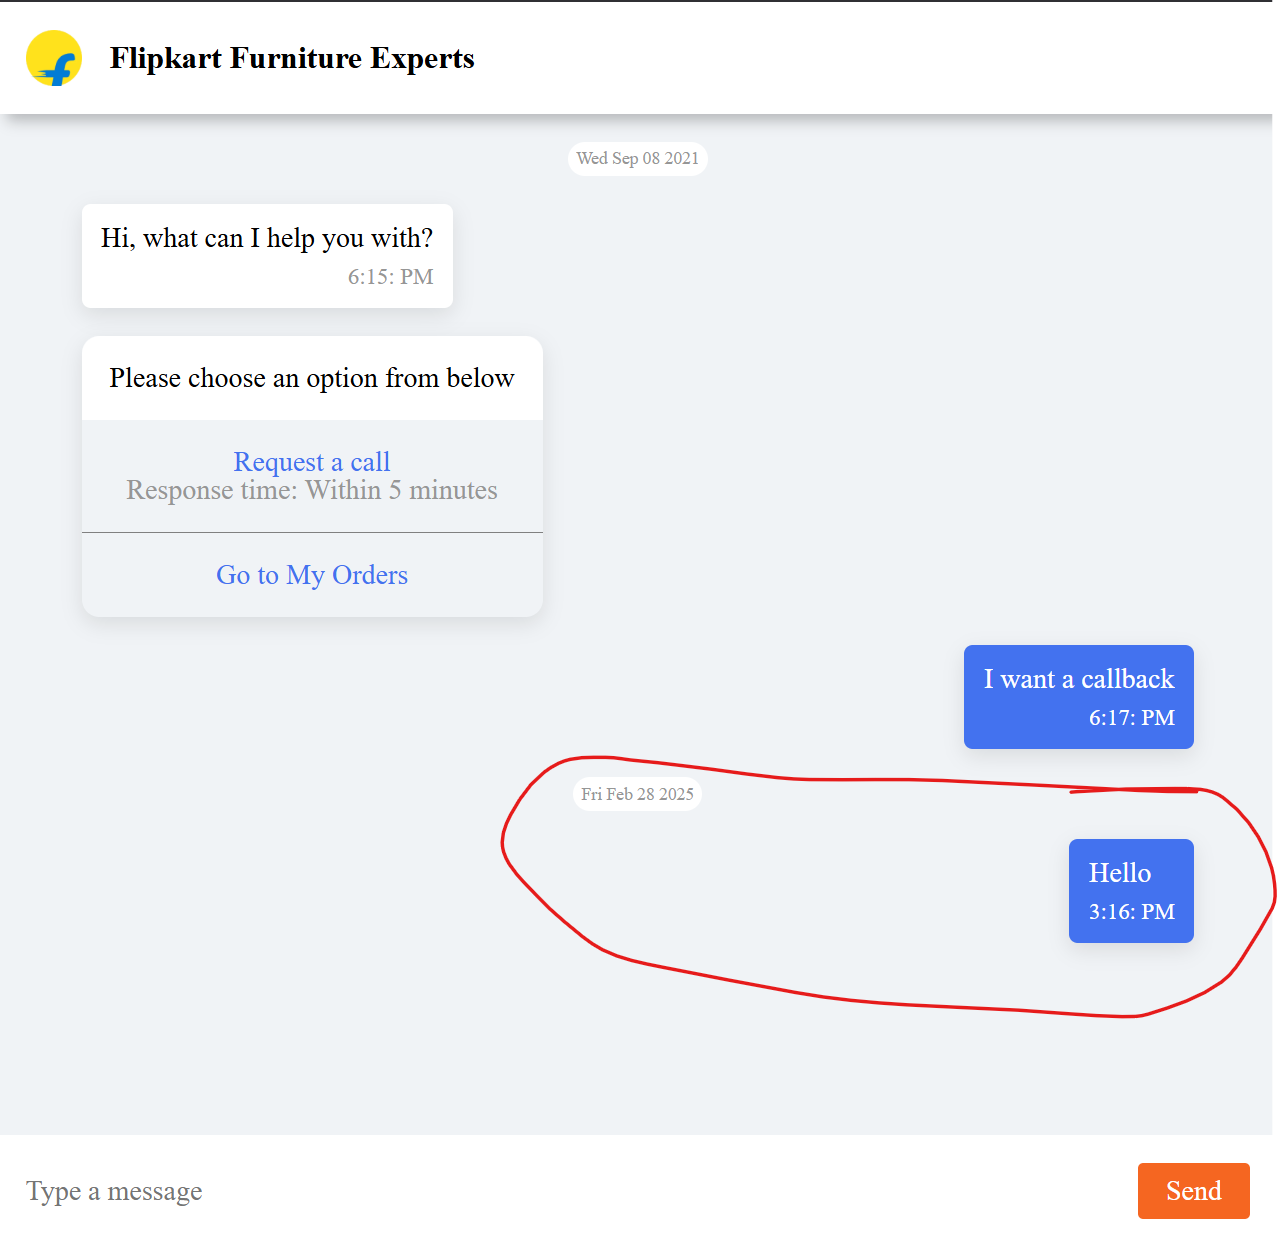 Flipkart Furniture Experts
Wed Sep 08 2021
Hi, what can I help you with?
6:15: PM
Please choose an option from below
Request a call
Response time: Within 5 minutes
Go to My Orders
I want a callback
6:17: PM
Fri Feb 28 2025
Hello
3:16: PM
Type a message
Send